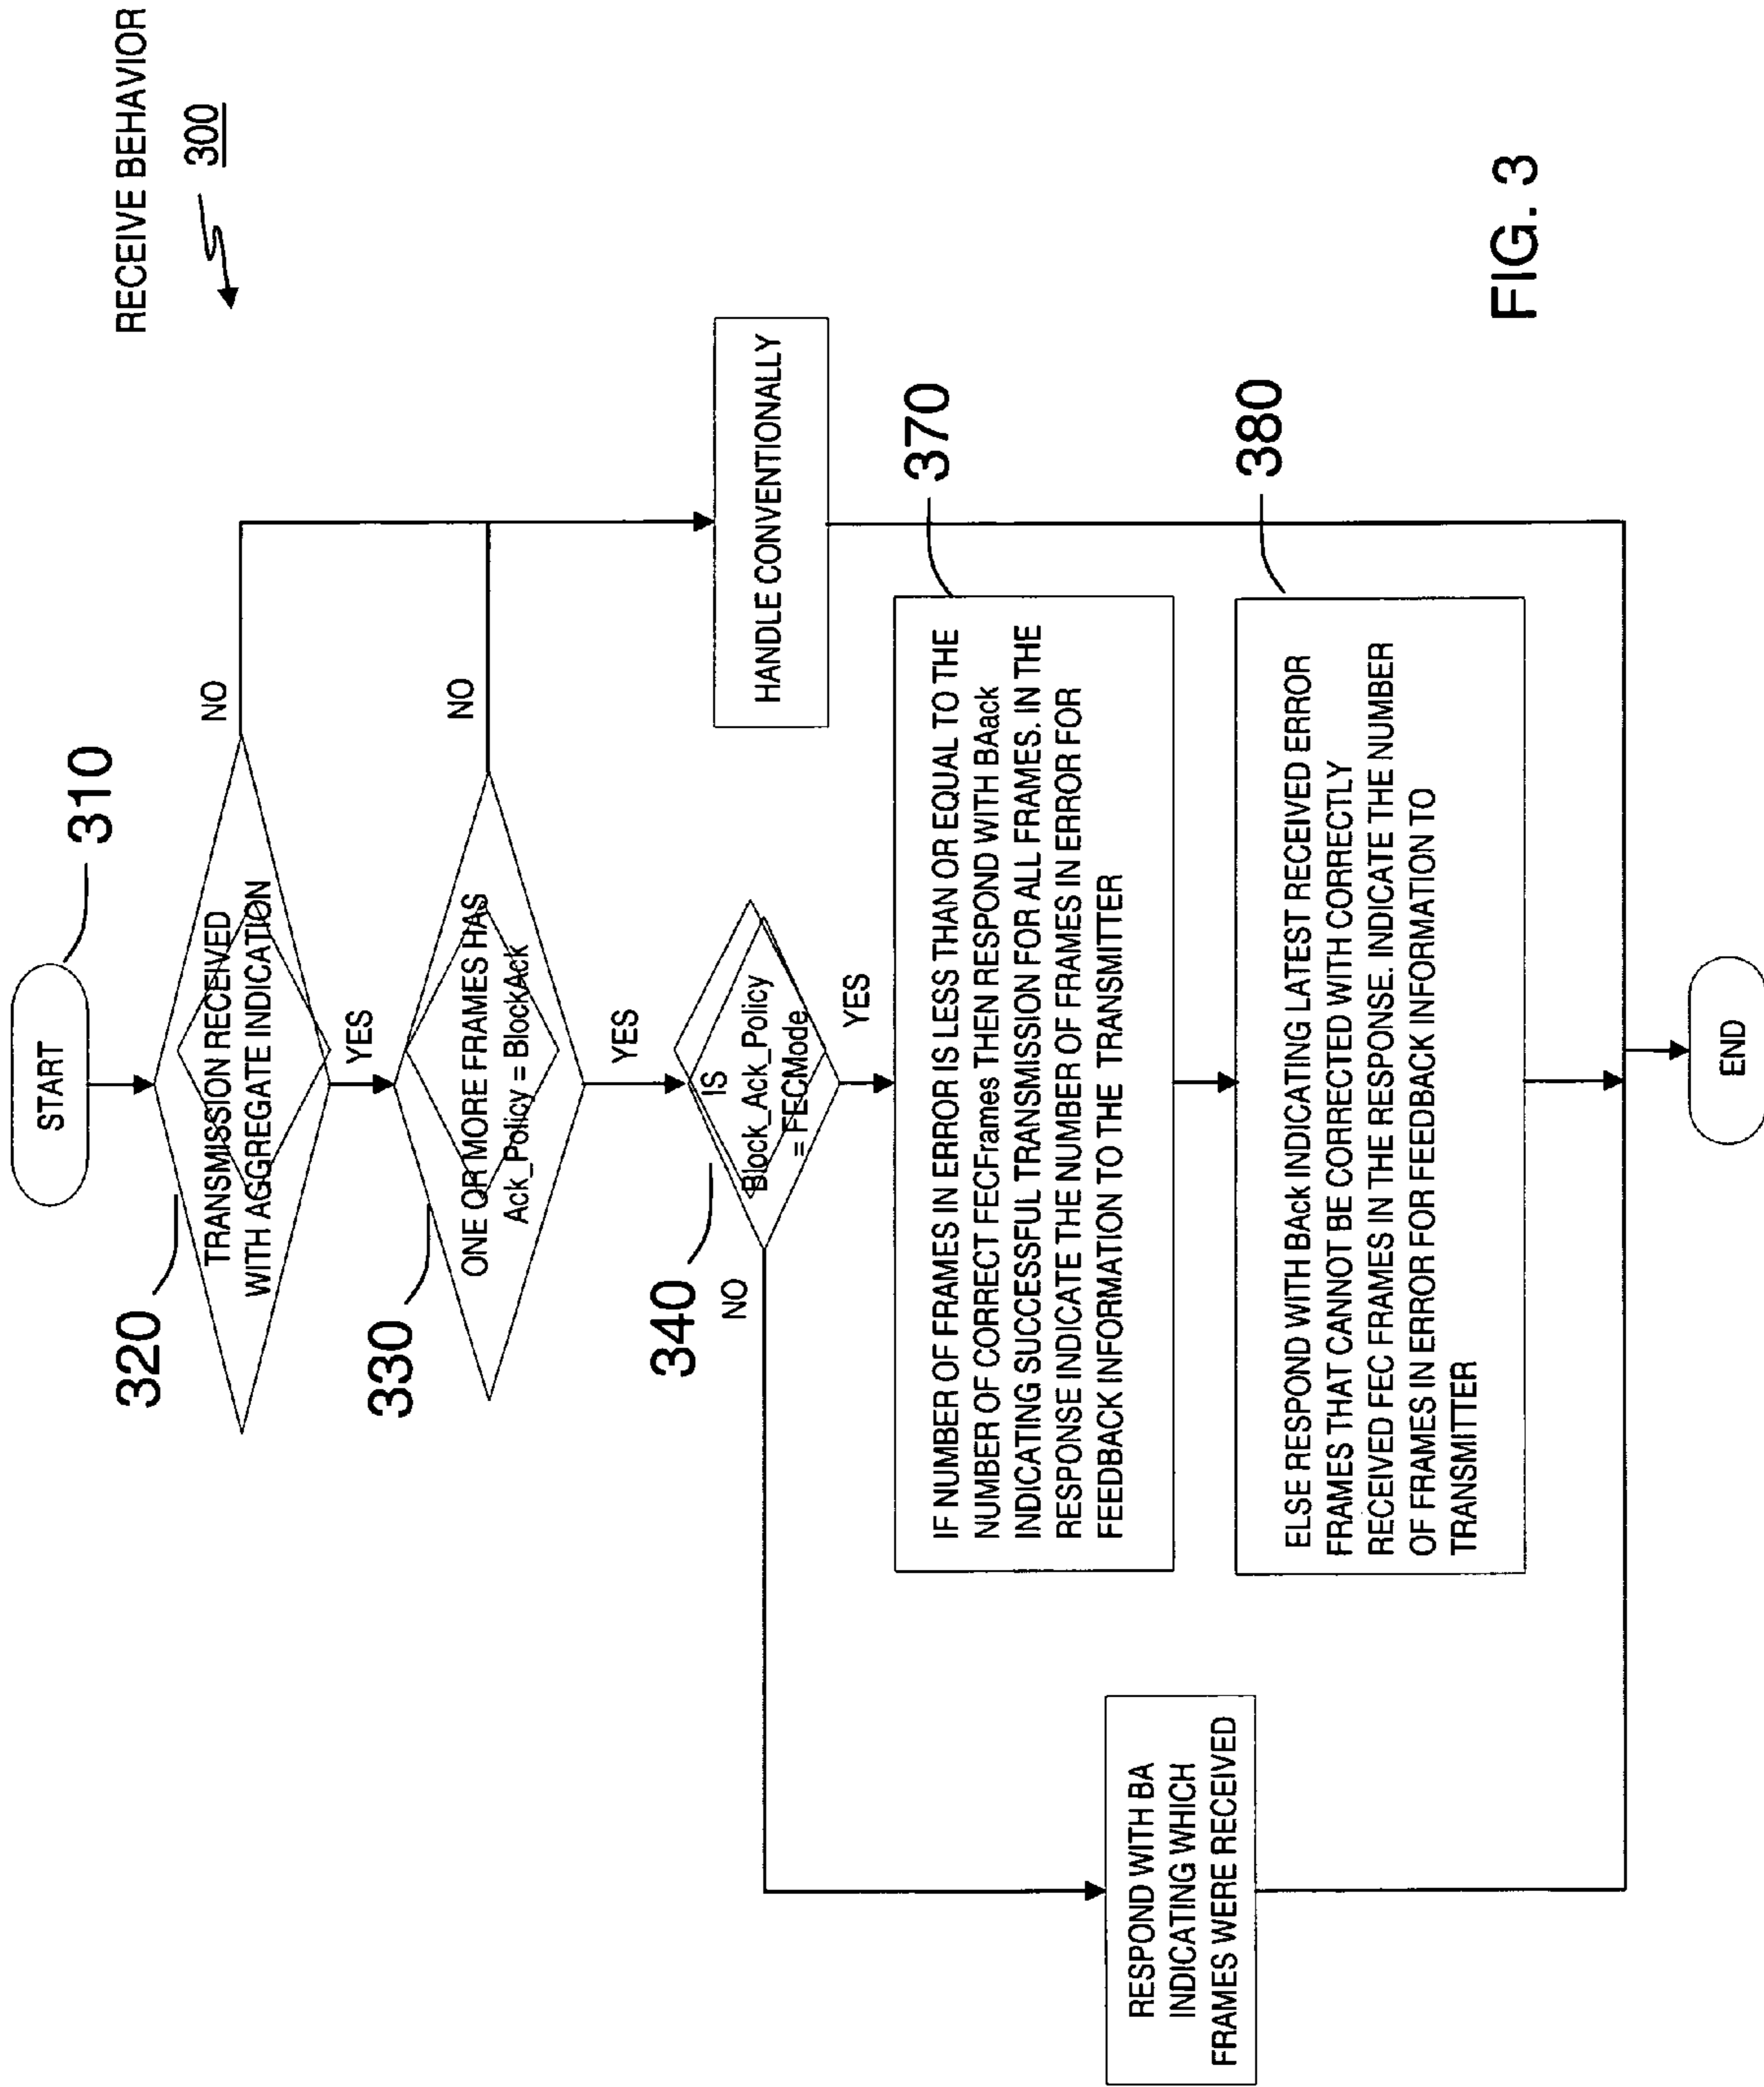 RECEIVE BEHAVIOR
300
START
310
320
TRANSMISSION RECEIVED
WITH AGGREGATE INDICATION
NO
YES
330
ONE OR MORE FRAMES HAS
Ack_Policy = BlockAck
NO
YES
340
IS
Block_Ack_Policy
= FECMode
NO
YES
HANDLE CONVENTIONALLY
370
IF NUMBER OF FRAMES IN ERROR IS LESS THAN OR EQUAL TO THE
NUMBER OF CORRECT FECFrames THEN RESPOND WITH BAack
INDICATING SUCCESSFUL TRANSMISSION FOR ALL FRAMES. IN THE
RESPONSE INDICATE THE NUMBER OF FRAMES IN ERROR FOR
FEEDBACK INFORMATION TO THE TRANSMITTER
380
ELSE RESPOND WITH BAck INDICATING LATEST RECEIVED ERROR
FRAMES THAT CANNOT BE CORRECTED WITH CORRECTLY
RECEIVED FEC FRAMES IN THE RESPONSE. INDICATE THE NUMBER
OF FRAMES IN ERROR FOR FEEDBACK INFORMATION TO
TRANSMITTER
RESPOND WITH BA
INDICATING WHICH
FRAMES WERE RECEIVED
END
FIG. 3